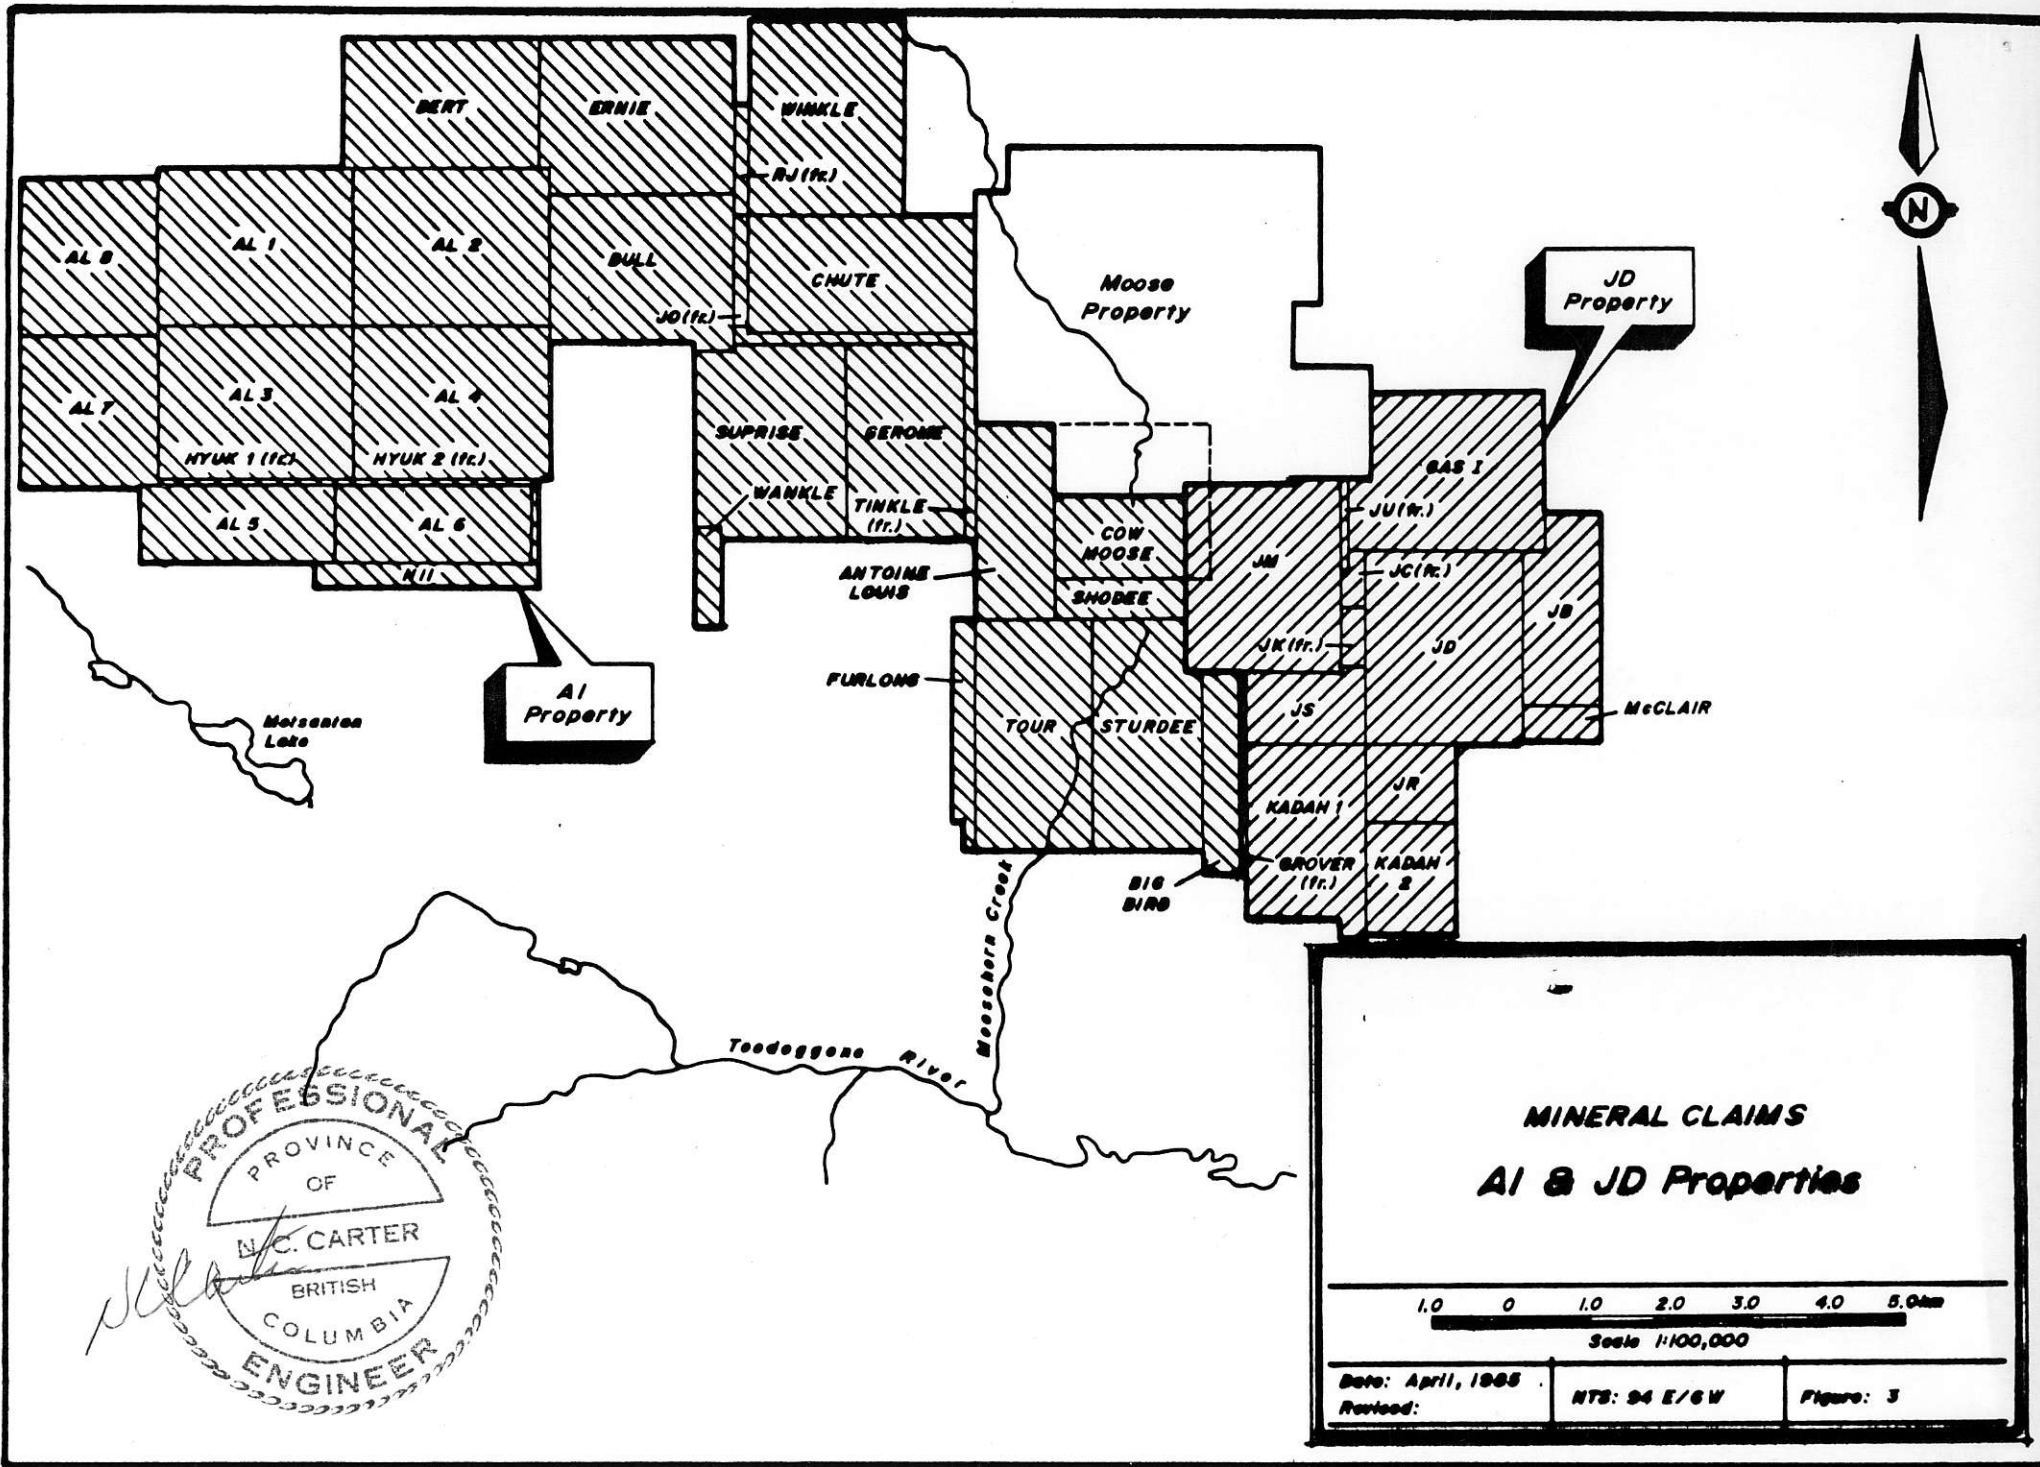 BERT
ERNIE
WINKLE
RJ (fr.)
AL 8
AL 1
AL 2
BULL
CHUTE
JO (fr.)
Moose
Property
JD
Property
N
AL 7
AL 3
AL 4
HYUK 1 (fr.)
HYUK 2 (fr.)
SUPRISE
GEROME
GAS I
WANKLE
TINKLE
(fr.)
JU (fr.)
AL 5
AL 6
COW
MOOSE
JM
JC (fr.)
NII
ANTOINE
LOUIS
SHODEE
JB
JK (fr.)
JD
FURLONG
Al
Property
Metsantan
Lake
TOUR
STURDEE
JS
McCLAIR
JR
KADAH 1
GROVER
(fr.)
KADAH
2
BIG
BIRD
Moosehorn Creek
Toodoggone River
PROFESSIONAL
PROVINCE
OF
N. C. CARTER
BRITISH
COLUMBIA
ENGINEER
MINERAL CLAIMS
Al & JD Properties
1.0 0 1.0 2.0 3.0 4.0 5.0km
Scale 1:100,000
Date: April, 1985
Revised:
NTS: 94 E/6 W
Figure: 3